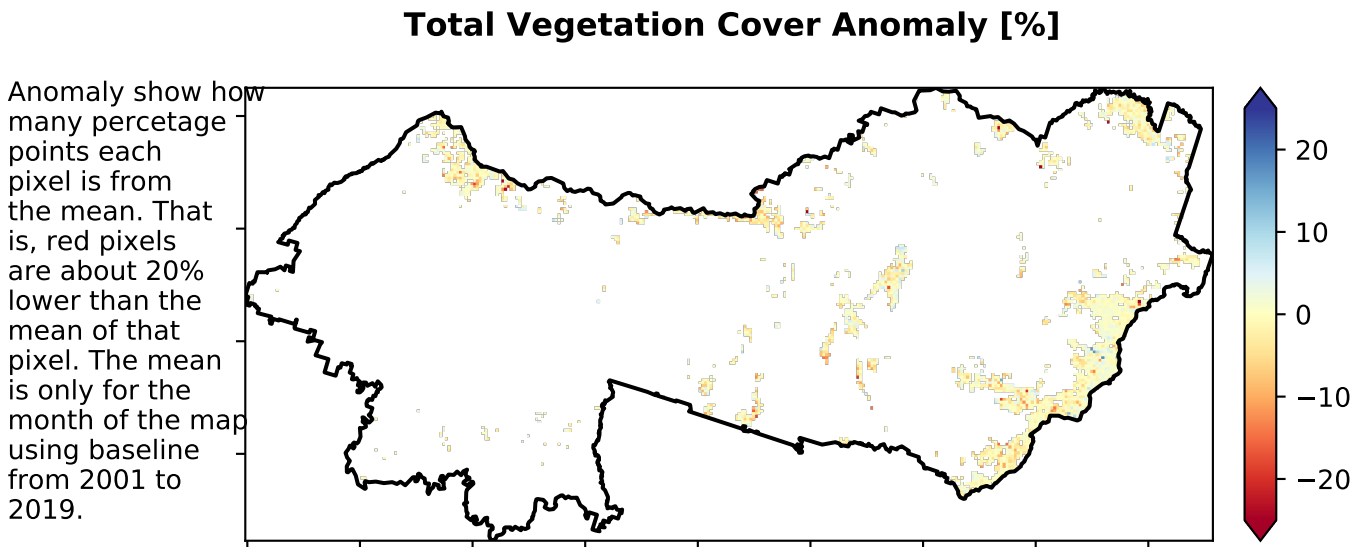 Total Vegetation Cover Anomaly [%]
Anomaly show how
many percetage
points each
pixel is from
the mean. That
is, red pixels
are about 20%
lower than the
mean of that
pixel. The mean
is only for the
month of the map
using baseline
from 2001 to
2019.
20
10
0
−10
−20